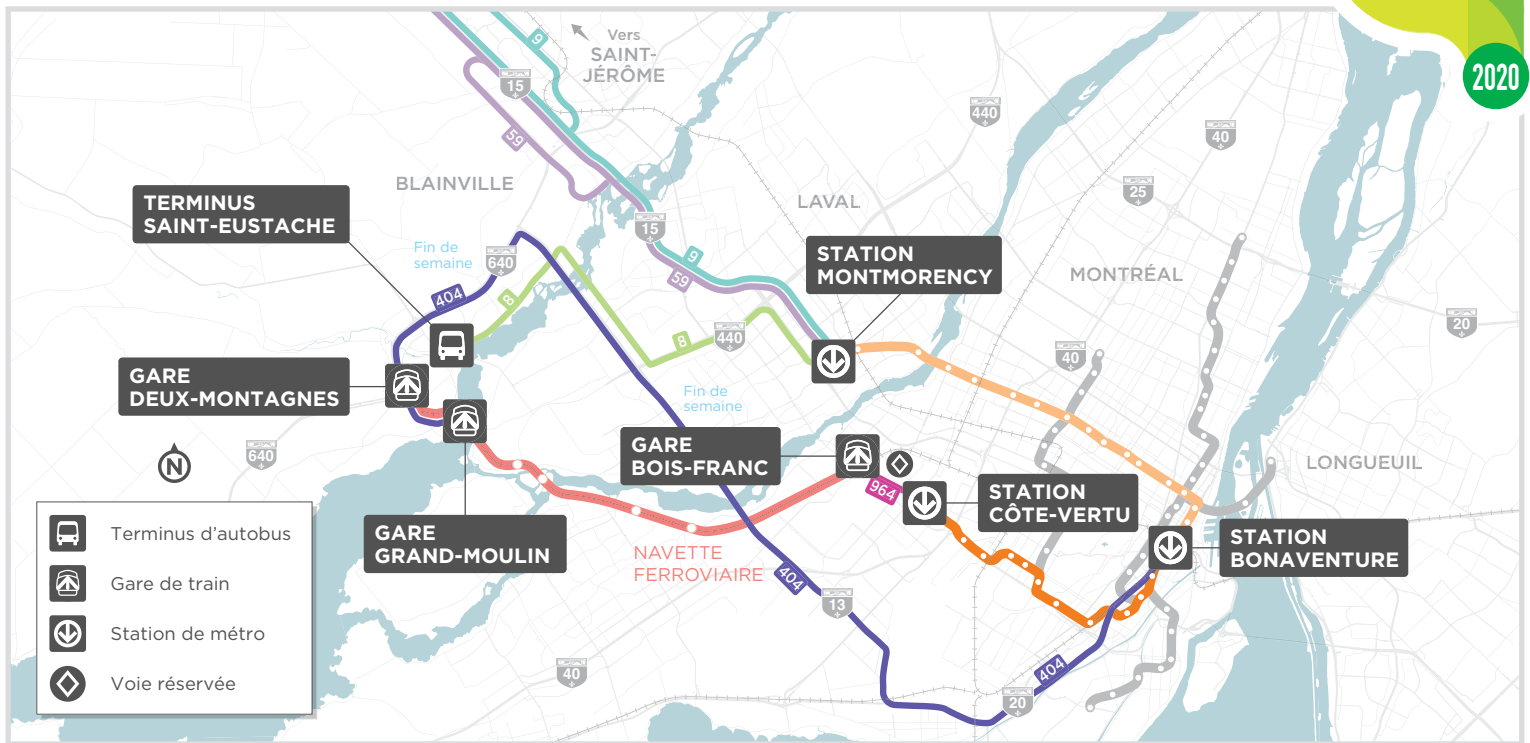 2020
9
Vers
SAINT-
JÉRÔME
15
59
440
40
25
BLAINVILLE
LAVAL
TERMINUS
SAINT-EUSTACHE
15
Fin de
semaine
640
9
59
STATION
MONTMORENCY
MONTRÉAL
404
8
8
440
20
40
GARE
DEUX-MONTAGNES
Fin de
semaine
GARE
BOIS-FRANC
N
640
964
STATION
CÔTE-VERTU
LONGUEUIL
Terminus d'autobus
Gare de train
Station de métro
Voie réservée
GARE
GRAND-MOULIN
NAVETTE
FERROVIAIRE
STATION
BONAVENTURE
404
13
40
404
20